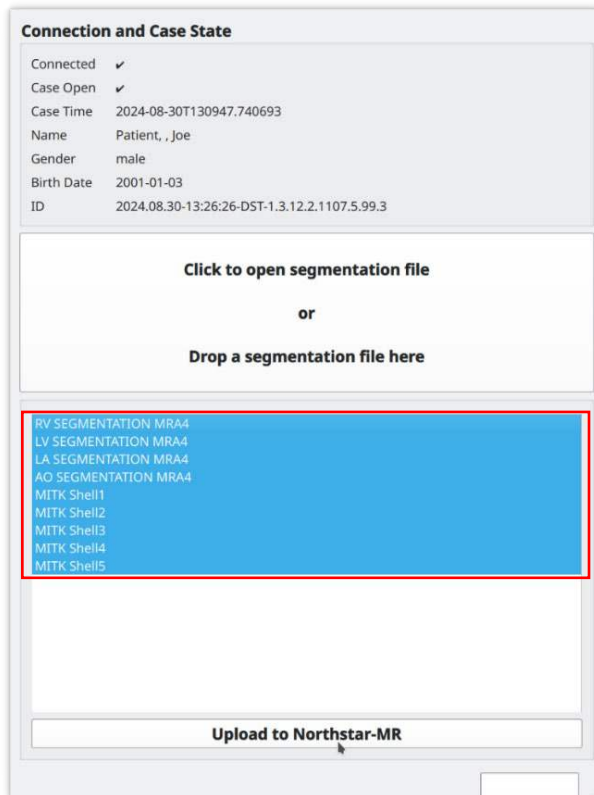 Connection and Case State
Connected ✔
Case Open ✔
Case Time 2024-08-30T130947.740693
Name Patient, , Joe
Gender male
Birth Date 2001-01-03
ID 2024.08.30-13:26:26-DST-1.3.12.2.1107.5.99.3
Click to open segmentation file
or
Drop a segmentation file here
RV SEGMENTATION MRA4
LV SEGMENTATION MRA4
LA SEGMENTATION MRA4
AO SEGMENTATION MRA4
MITK Shell1
MITK Shell2
MITK Shell3
MITK Shell4
MITK Shell5
Upload to Northstar-MR